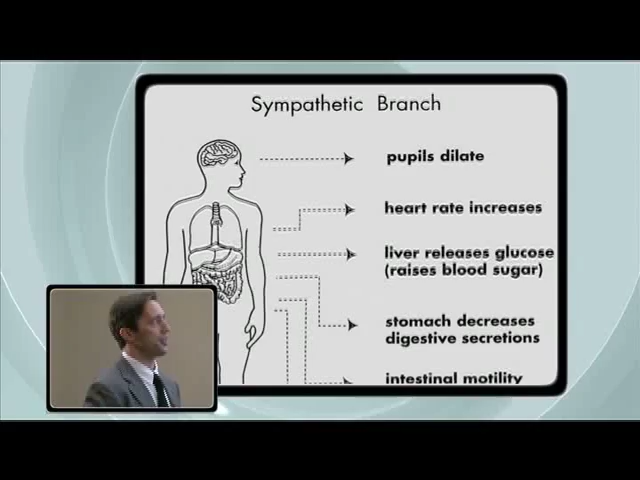 Sympathetic Branch
pupils dilate
heart rate increases
liver releases glucose
(raises blood sugar)
stomach decreases
digestive secretions
intestinal motility